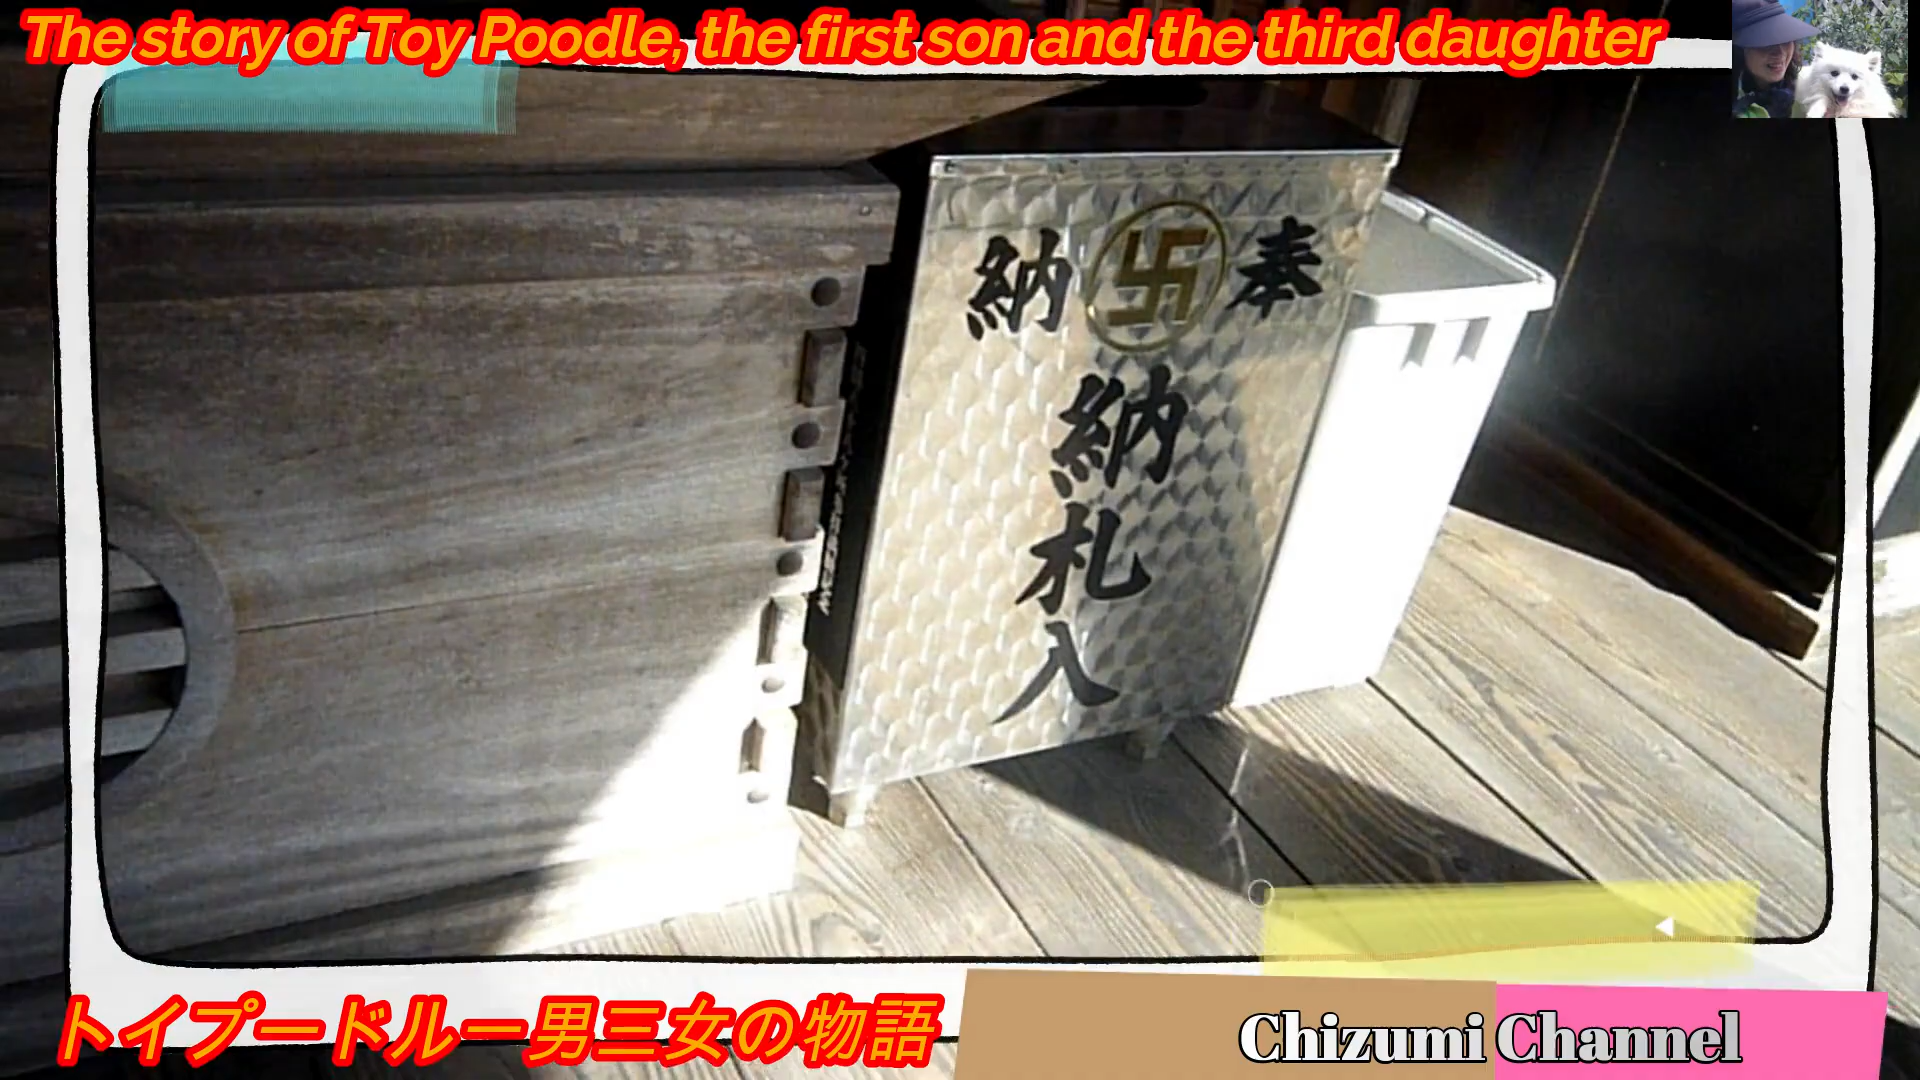 The story of Toy Poodle, the first son and the third daughter
奉 卍 納
納札入
トイプードル一男三女の物語
Chizumi Channel